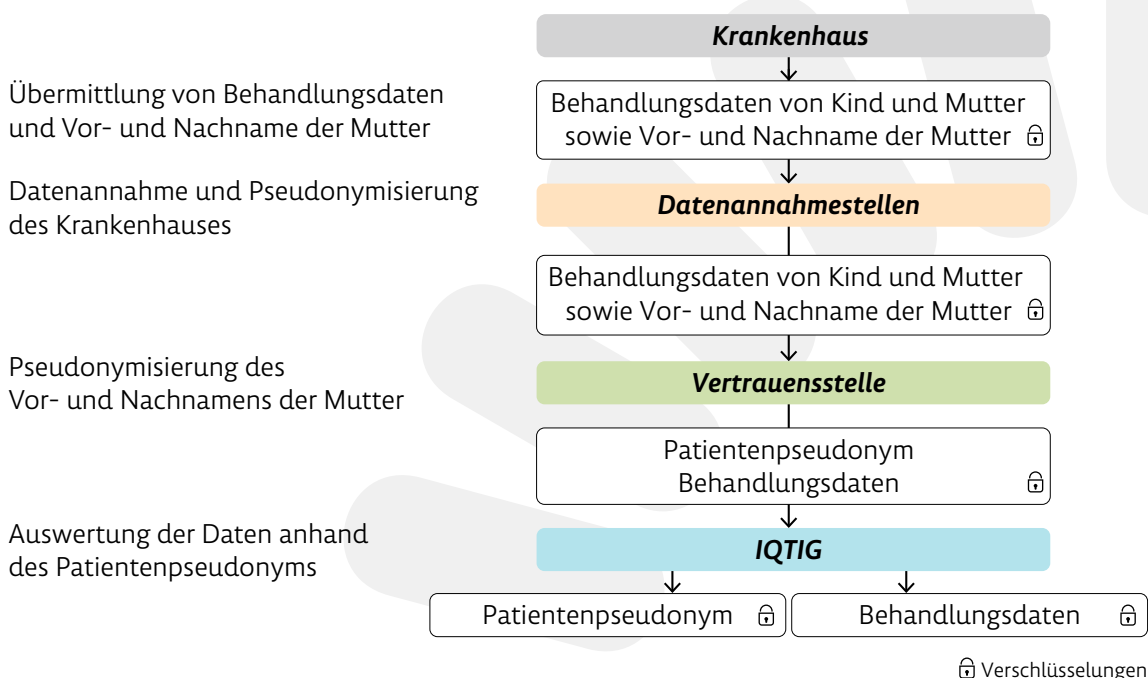 Krankenhaus
Übermittlung von Behandlungsdaten
und Vor- und Nachname der Mutter
Behandlungsdaten von Kind und Mutter
sowie Vor- und Nachname der Mutter
Datenannahme und Pseudonymisierung
des Krankenhauses
Datenannahmestellen
Behandlungsdaten von Kind und Mutter
sowie Vor- und Nachname der Mutter
Pseudonymisierung des
Vor- und Nachnamens der Mutter
Vertrauensstelle
Patientenpseudonym
Behandlungsdaten
Auswertung der Daten anhand
des Patientenpseudonyms
IQTIG
Patientenpseudonym
Behandlungsdaten
Verschlüsselungen